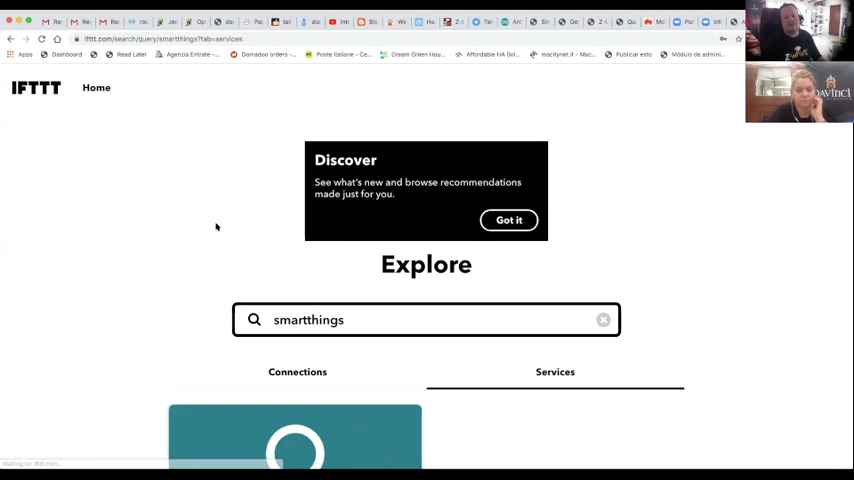 ifttt.com/search/query/smartthings?tab=services
Apps Dashboard Read Later Agenzia Entrate -... Domadoo orders -... Poste Italiane - Ce... Dream Green Hou... Affordable HA Sol... macitynet.it - Mac... Publicar esto Módulo de admini...
IFTTT Home
Discover
See what's new and browse recommendations
made just for you.
Got it
Explore
smartthings
Connections Services
Waiting for ifttt.com...